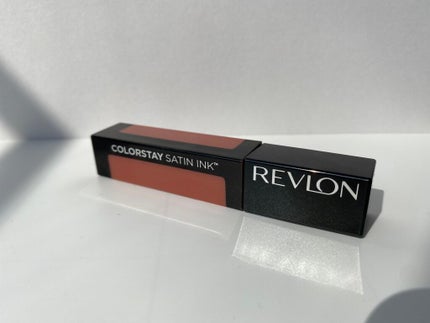 COLORSTAY SATIN INK™
REVLON